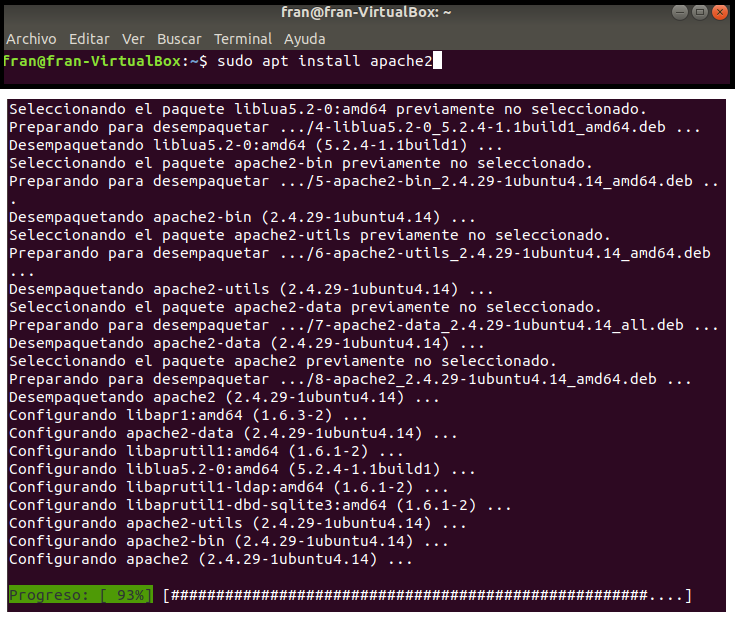 fran@fran-VirtualBox: ~
Archivo Editar Ver Buscar Terminal Ayuda
fran@fran-VirtualBox:~$ sudo apt install apache2
Seleccionando el paquete liblua5.2-0:amd64 previamente no seleccionado.
Preparando para desempaquetar .../4-liblua5.2-0_5.2.4-1.1build1_amd64.deb ...
Desempaquetando liblua5.2-0:amd64 (5.2.4-1.1build1) ...
Seleccionando el paquete apache2-bin previamente no seleccionado.
Preparando para desempaquetar .../5-apache2-bin_2.4.29-1ubuntu4.14_amd64.deb ..
.
Desempaquetando apache2-bin (2.4.29-1ubuntu4.14) ...
Seleccionando el paquete apache2-utils previamente no seleccionado.
Preparando para desempaquetar .../6-apache2-utils_2.4.29-1ubuntu4.14_amd64.deb
...
Desempaquetando apache2-utils (2.4.29-1ubuntu4.14) ...
Seleccionando el paquete apache2-data previamente no seleccionado.
Preparando para desempaquetar .../7-apache2-data_2.4.29-1ubuntu4.14_all.deb ...
Desempaquetando apache2-data (2.4.29-1ubuntu4.14) ...
Seleccionando el paquete apache2 previamente no seleccionado.
Preparando para desempaquetar .../8-apache2_2.4.29-1ubuntu4.14_amd64.deb ...
Desempaquetando apache2 (2.4.29-1ubuntu4.14) ...
Configurando libapr1:amd64 (1.6.3-2) ...
Configurando apache2-data (2.4.29-1ubuntu4.14) ...
Configurando libaprutil1:amd64 (1.6.1-2) ...
Configurando liblua5.2-0:amd64 (5.2.4-1.1build1) ...
Configurando libaprutil1-ldap:amd64 (1.6.1-2) ...
Configurando libaprutil1-dbd-sqlite3:amd64 (1.6.1-2) ...
Configurando apache2-utils (2.4.29-1ubuntu4.14) ...
Configurando apache2-bin (2.4.29-1ubuntu4.14) ...
Configurando apache2 (2.4.29-1ubuntu4.14) ...
Progreso: [ 93%] [#####################################################....]